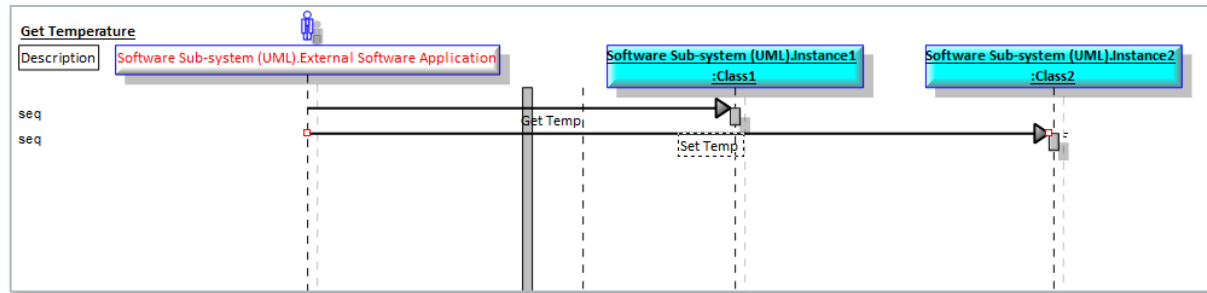 Get Temperature
Description
Software Sub-system (UML).External Software Application
Software Sub-system (UML).Instance1
:Class1
Software Sub-system (UML).Instance2
:Class2
seq
Get Temp
seq
Set Temp